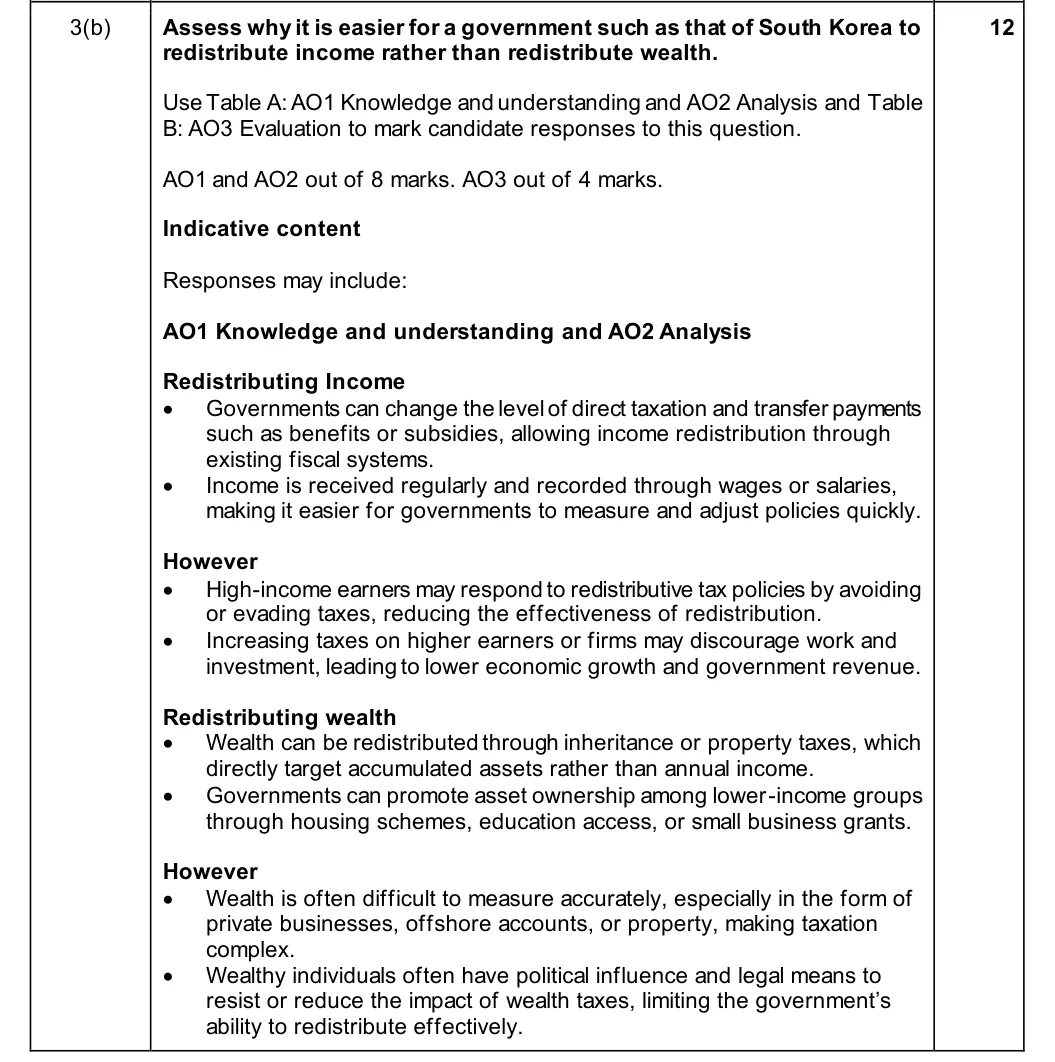 3(b) Assess why it is easier for a government such as that of South Korea to 12
redistribute income rather than redistribute wealth.
Use Table A: AO1 Knowledge and understanding and AO2 Analysis and Table
B: AO3 Evaluation to mark candidate responses to this question.
AO1 and AO2 out of 8 marks. AO3 out of 4 marks.
Indicative content
Responses may include:
AO1 Knowledge and understanding and AO2 Analysis
Redistributing Income
• Governments can change the level of direct taxation and transfer payments
such as benefits or subsidies, allowing income redistribution through
existing fiscal systems.
• Income is received regularly and recorded through wages or salaries,
making it easier for governments to measure and adjust policies quickly.
However
• High-income earners may respond to redistributive tax policies by avoiding
or evading taxes, reducing the effectiveness of redistribution.
• Increasing taxes on higher earners or firms may discourage work and
investment, leading to lower economic growth and government revenue.
Redistributing wealth
• Wealth can be redistributed through inheritance or property taxes, which
directly target accumulated assets rather than annual income.
• Governments can promote asset ownership among lower-income groups
through housing schemes, education access, or small business grants.
However
• Wealth is often difficult to measure accurately, especially in the form of
private businesses, offshore accounts, or property, making taxation
complex.
• Wealthy individuals often have political influence and legal means to
resist or reduce the impact of wealth taxes, limiting the government’s
ability to redistribute effectively.